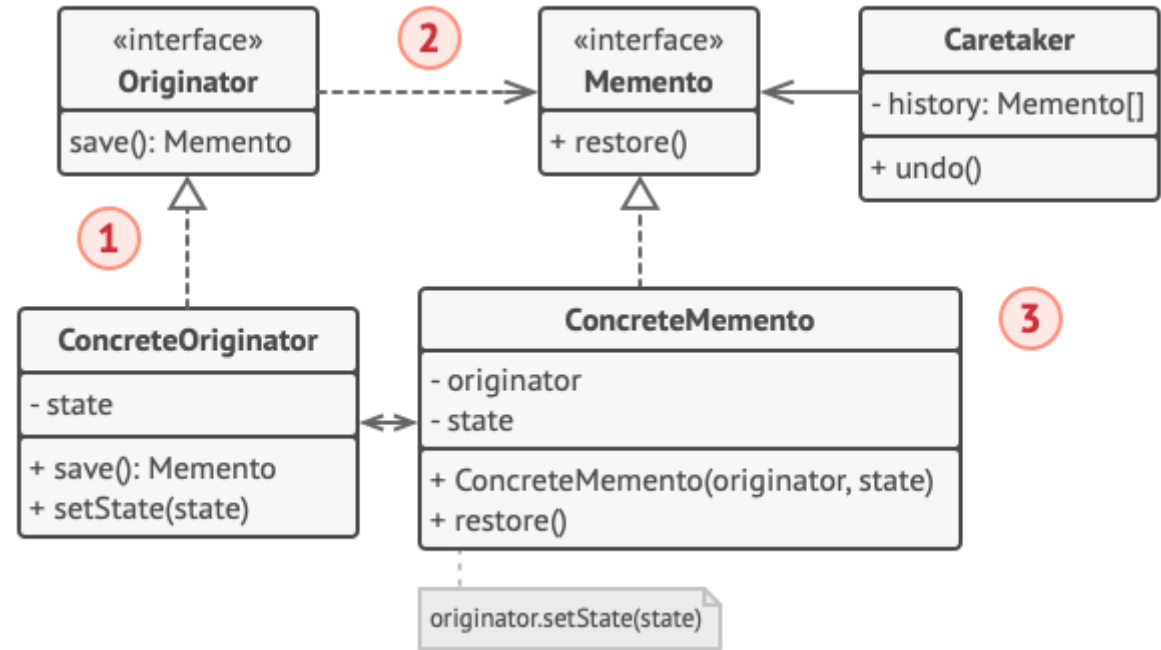 «interface»
Originator
save(): Memento
2
«interface»
Memento
+ restore()
Caretaker
- history: Memento[]
+ undo()
1
ConcreteOriginator
- state
+ save(): Memento
+ setState(state)
ConcreteMemento
- originator
- state
+ ConcreteMemento(originator, state)
+ restore()
3
originator.setState(state)